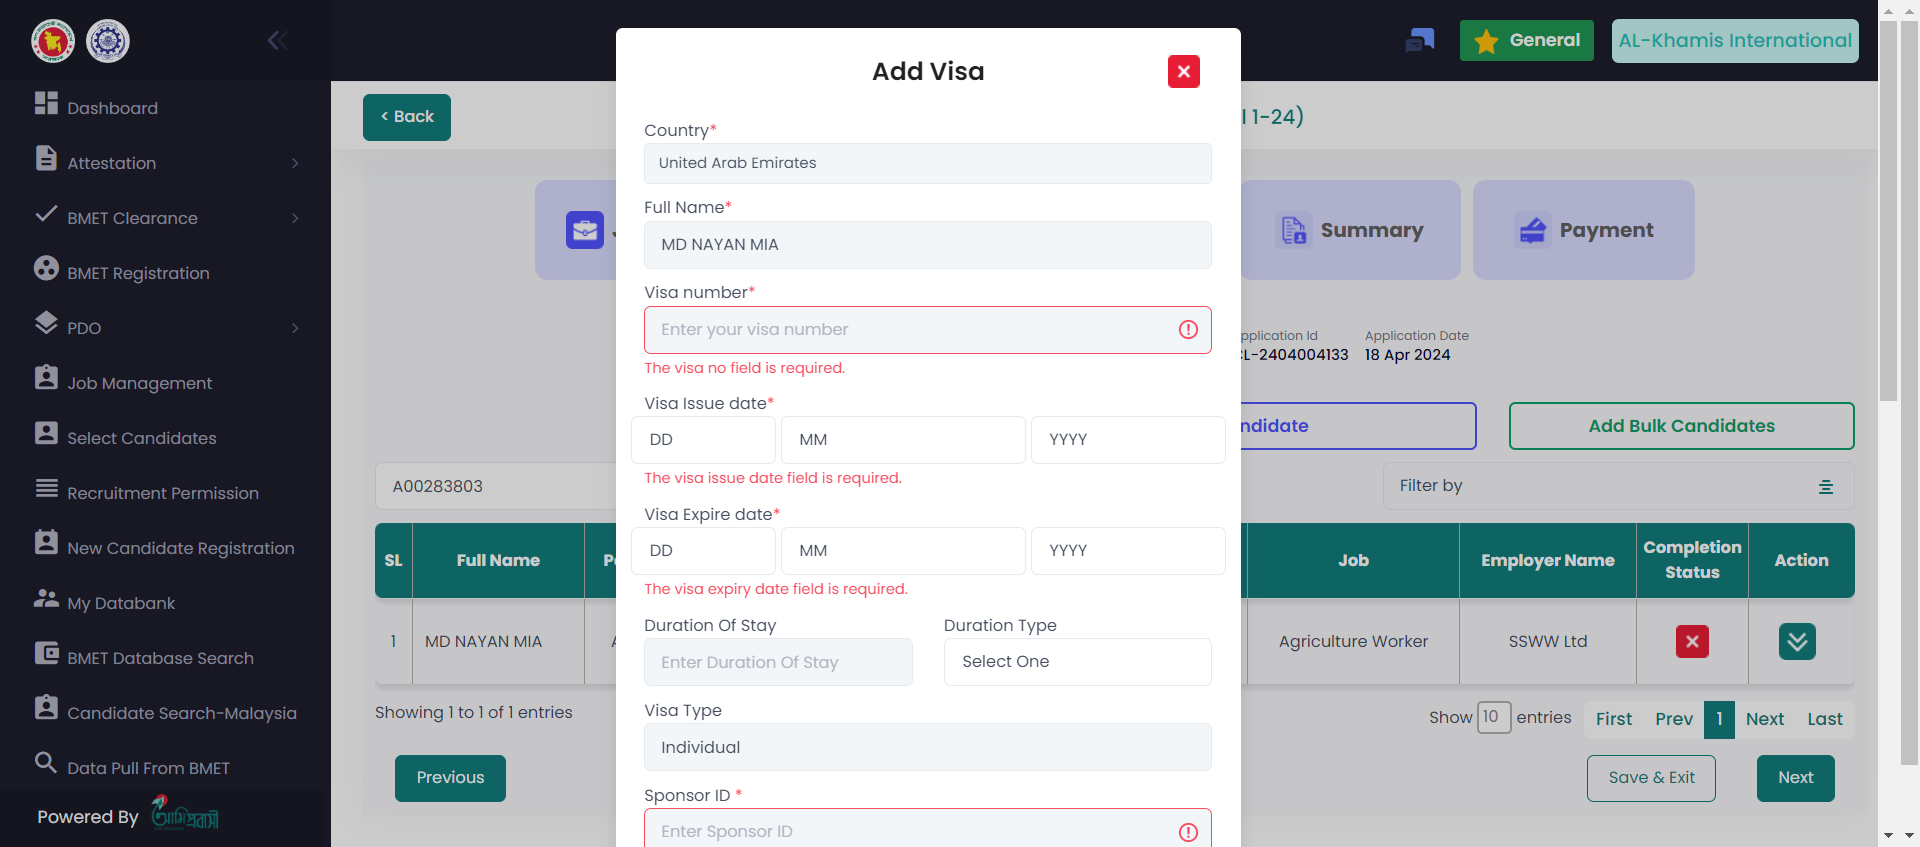 Dashboard
Attestation
BMET Clearance
BMET Registration
PDO
Job Management
Select Candidates
Recruitment Permission
New Candidate Registration
My Databank
BMET Database Search
Candidate Search-Malaysia
Data Pull From BMET
Powered By আমি প্রবাসী
General
AL-Khamis International
< Back
1-24)
Summary
Payment
Application Date
CL-2404004133 18 Apr 2024
Add Bulk Candidates
A00283803
Filter by
SL Full Name Job Employer Name Completion Status Action
1 MD NAYAN MIA Agriculture Worker SSWW Ltd
Showing 1 to 1 of 1 entries
Show 10 entries First Prev 1 Next Last
Previous
Save & Exit
Next
Add Visa
Country*
United Arab Emirates
Full Name*
MD NAYAN MIA
Visa number*
Enter your visa number
The visa no field is required.
Visa Issue date*
DD MM YYYY
The visa issue date field is required.
Visa Expire date*
DD MM YYYY
The visa expiry date field is required.
Duration Of Stay Duration Type
Enter Duration Of Stay Select One
Visa Type
Individual
Sponsor ID *
Enter Sponsor ID